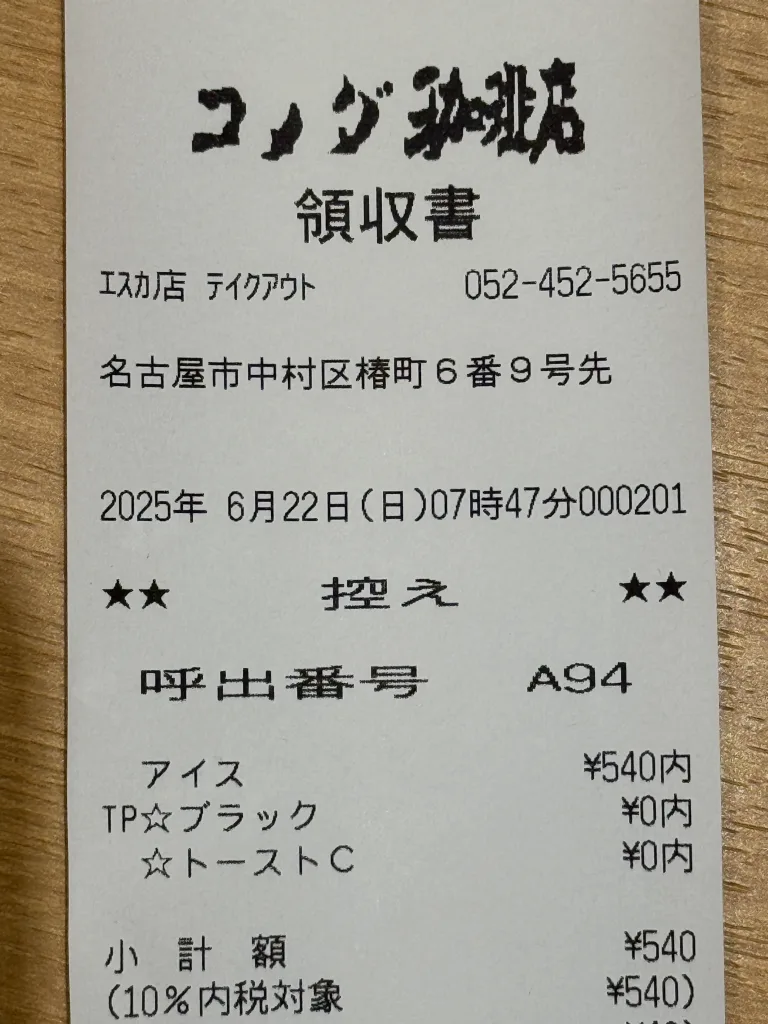 コメダ珈琲店
領収書
ｴｽｶ店 ﾃｲｸｱｳﾄ 052-452-5655
名古屋市中村区椿町６番９号先
2025年 6月22日(日)07時47分000201
★★ 控え ★★
呼出番号 A94
アイス ¥540内
TP☆ブラック ¥0内
☆トーストＣ ¥0内
小 計 額 ¥540
(10%内税対象 ¥540)